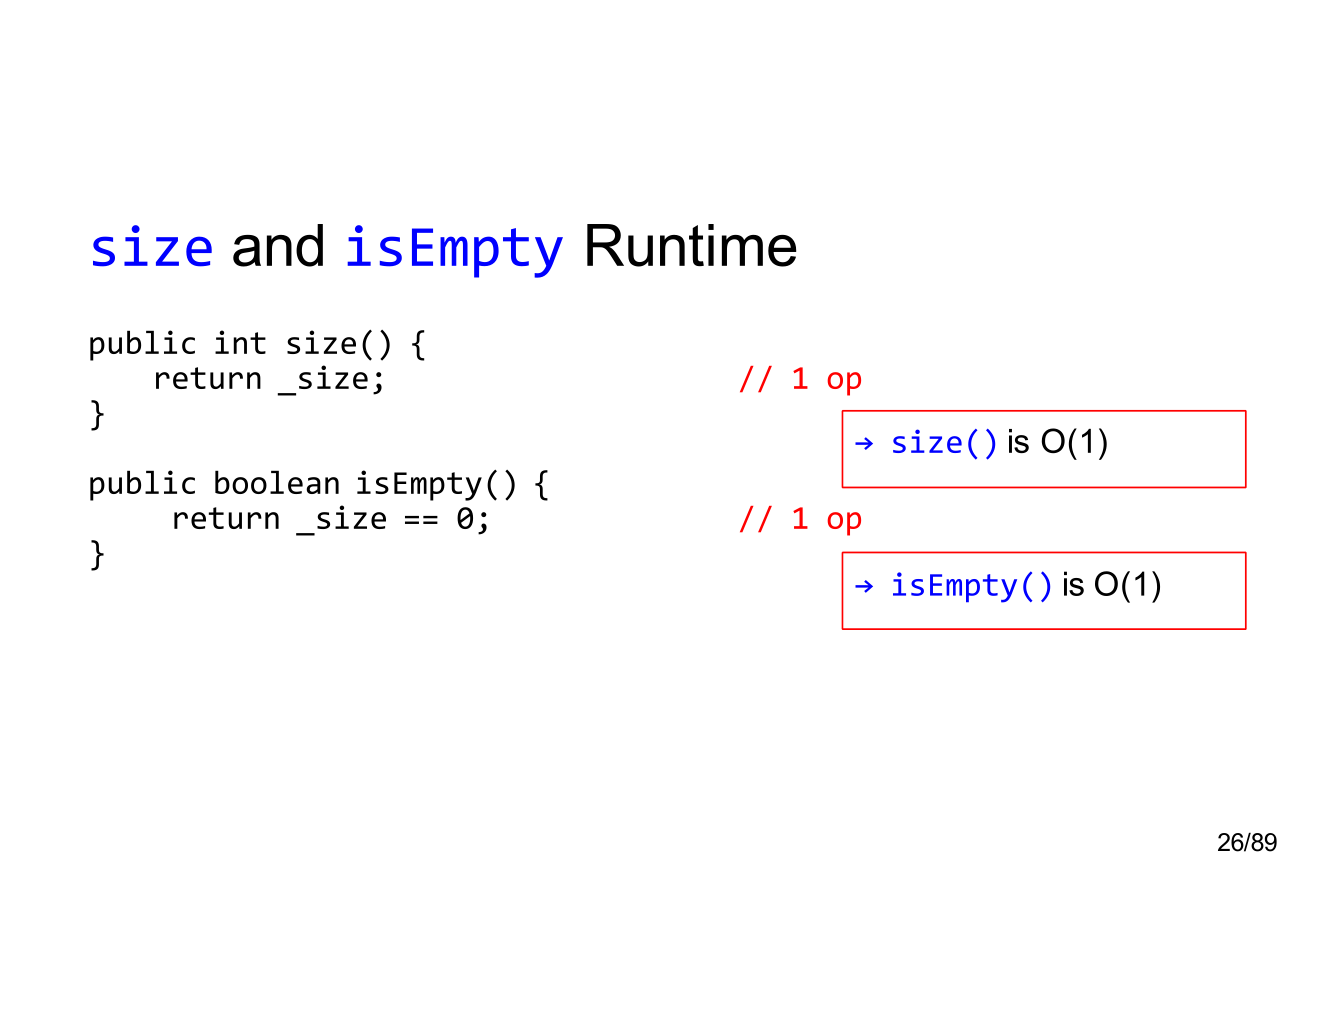 size and isEmpty Runtime
public int size() {
return _size; // 1 op
}
→ size() is O(1)
public boolean isEmpty() {
return _size == 0; // 1 op
}
→ isEmpty() is O(1)
26/89